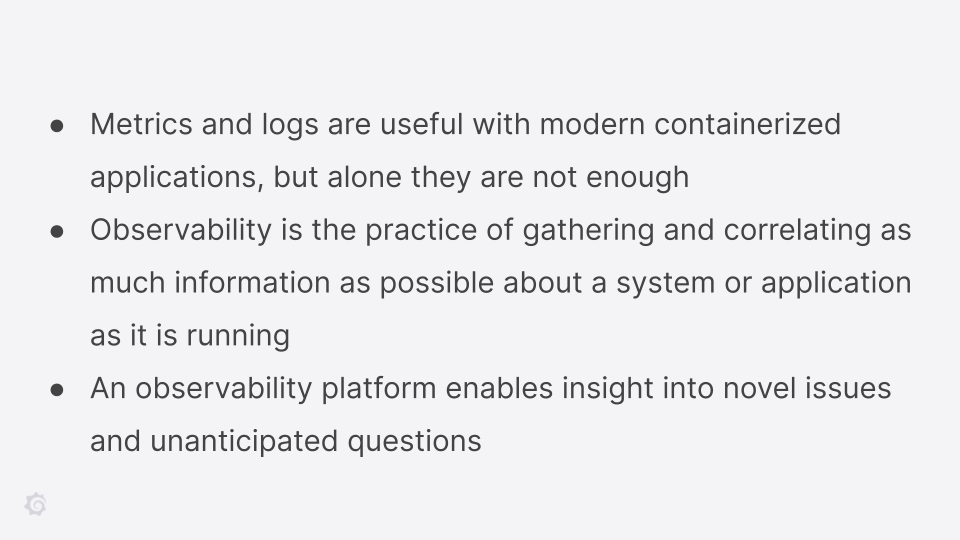 ● Metrics and logs are useful with modern containerized
applications, but alone they are not enough
● Observability is the practice of gathering and correlating as
much information as possible about a system or application
as it is running
● An observability platform enables insight into novel issues
and unanticipated questions